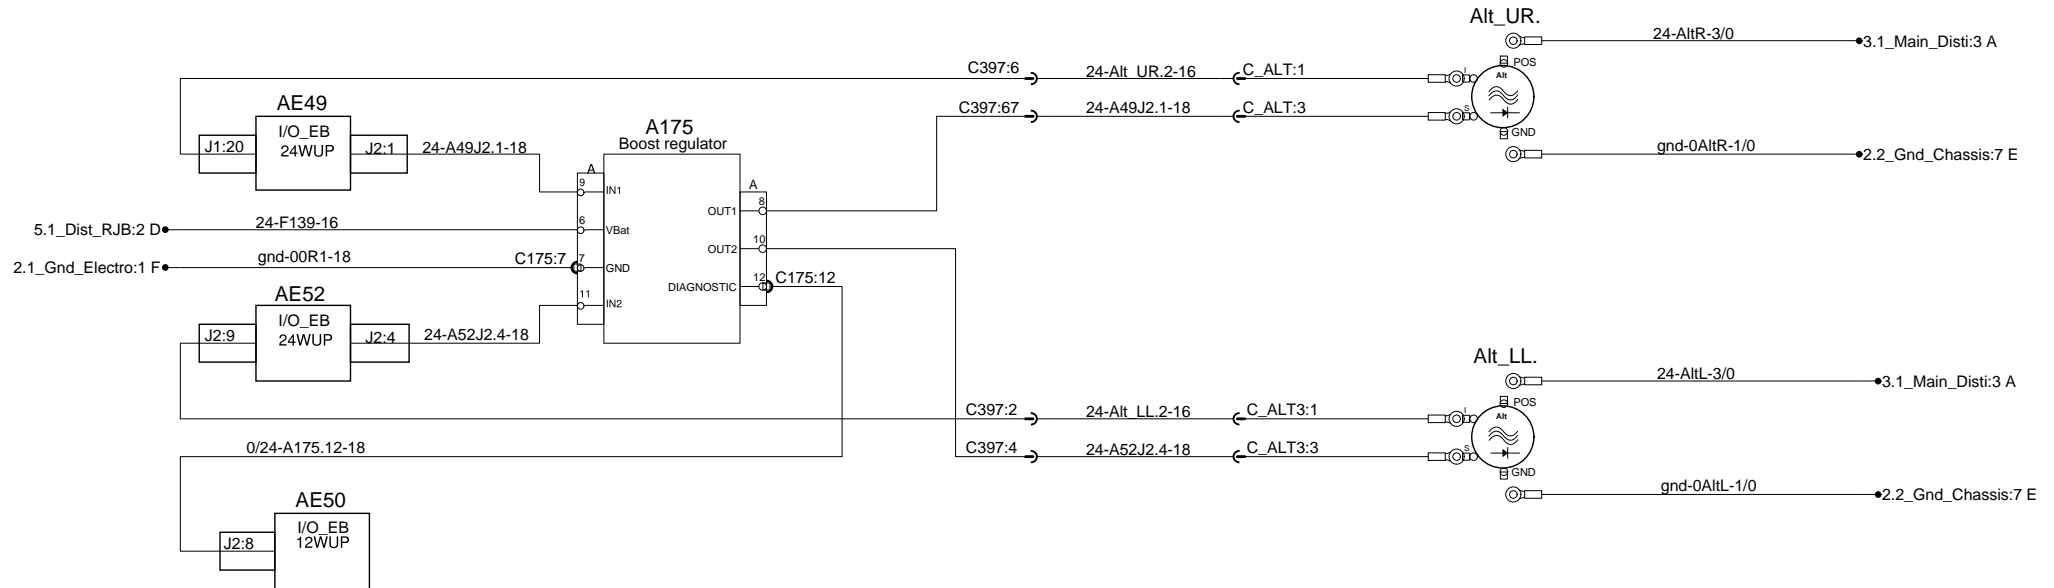 Alt_UR.
24-AltR-3/0
3.1_Main_Disti:3 A
POS
C397:6
24-Alt_UR.2-16
C_ALT:1
I
Alt
AE49
I/O_EB
24WUP
J1:20
J2:1
24-A49J2.1-18
C397:67
24-A49J2.1-18
C_ALT:3
S
GND
gnd-0AltR-1/0
2.2_Gnd_Chassis:7 E
A175
Boost regulator
A
9
IN1
A
8
OUT1
5.1_Dist_RJB:2 D
24-F139-16
6
VBat
10
OUT2
2.1_Gnd_Electro:1 F
gnd-00R1-18
C175:7
7
GND
12
DIAGNOSTIC
C175:12
11
IN2
AE52
I/O_EB
24WUP
J2:9
J2:4
24-A52J2.4-18
Alt_LL.
24-AltL-3/0
3.1_Main_Disti:3 A
POS
C397:2
24-Alt_LL.2-16
C_ALT3:1
I
Alt
0/24-A175.12-18
C397:4
24-A52J2.4-18
C_ALT3:3
S
GND
gnd-0AltL-1/0
2.2_Gnd_Chassis:7 E
AE50
I/O_EB
12WUP
J2:8